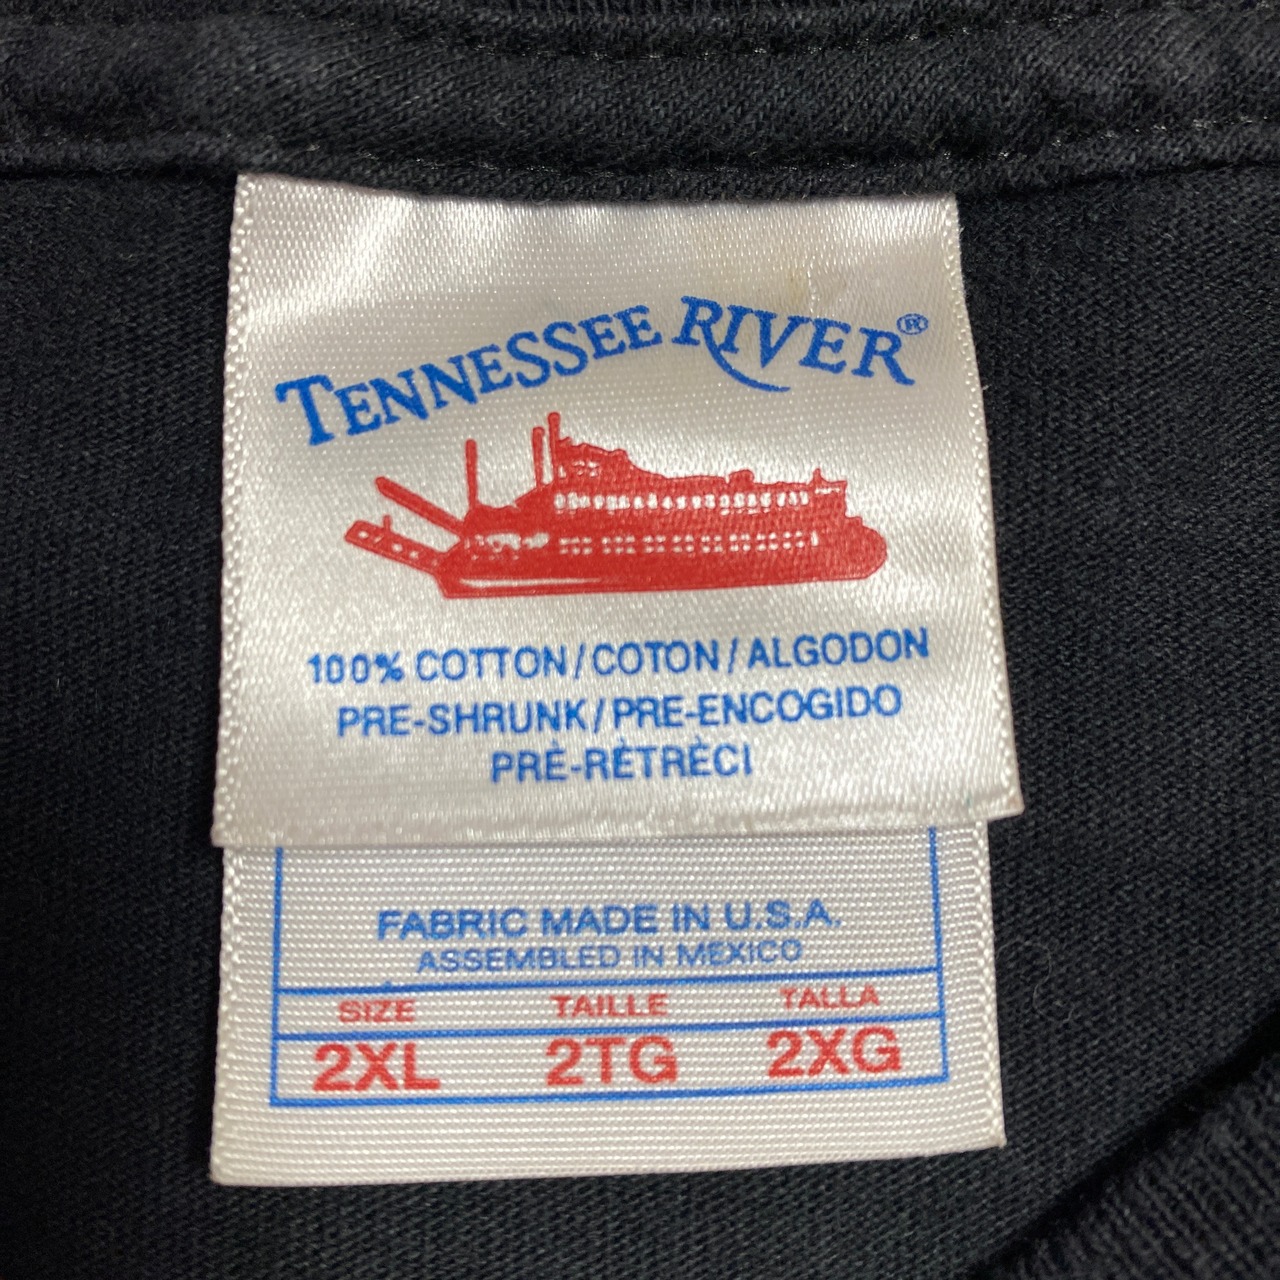 TENNESSEE RIVER®
100% COTTON/COTON/ALGODON
PRE-SHRUNK/PRE-ENCOGIDO
PRÈ-RÈTRÈCI
FABRIC MADE IN U.S.A.
ASSEMBLED IN MEXICO
SIZE TAILLE TALLA
2XL 2TG 2XG